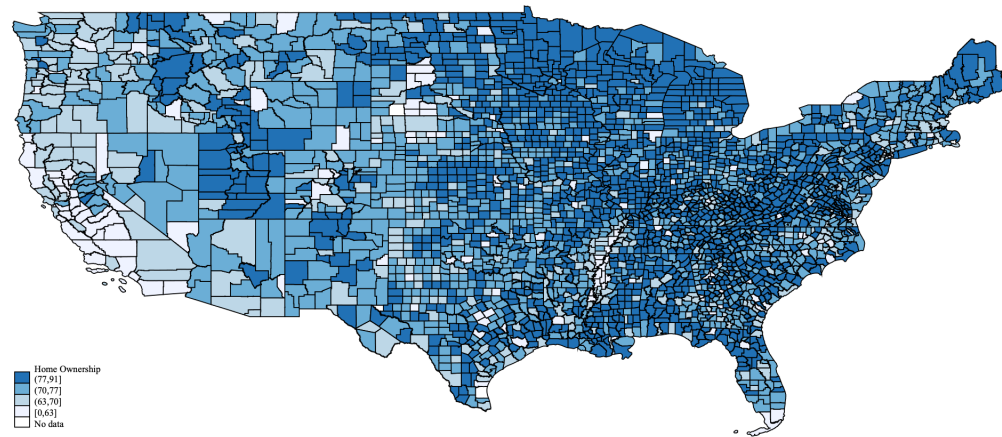 Home Ownership
(77,91]
(70,77]
(63,70]
[0,63]
No data